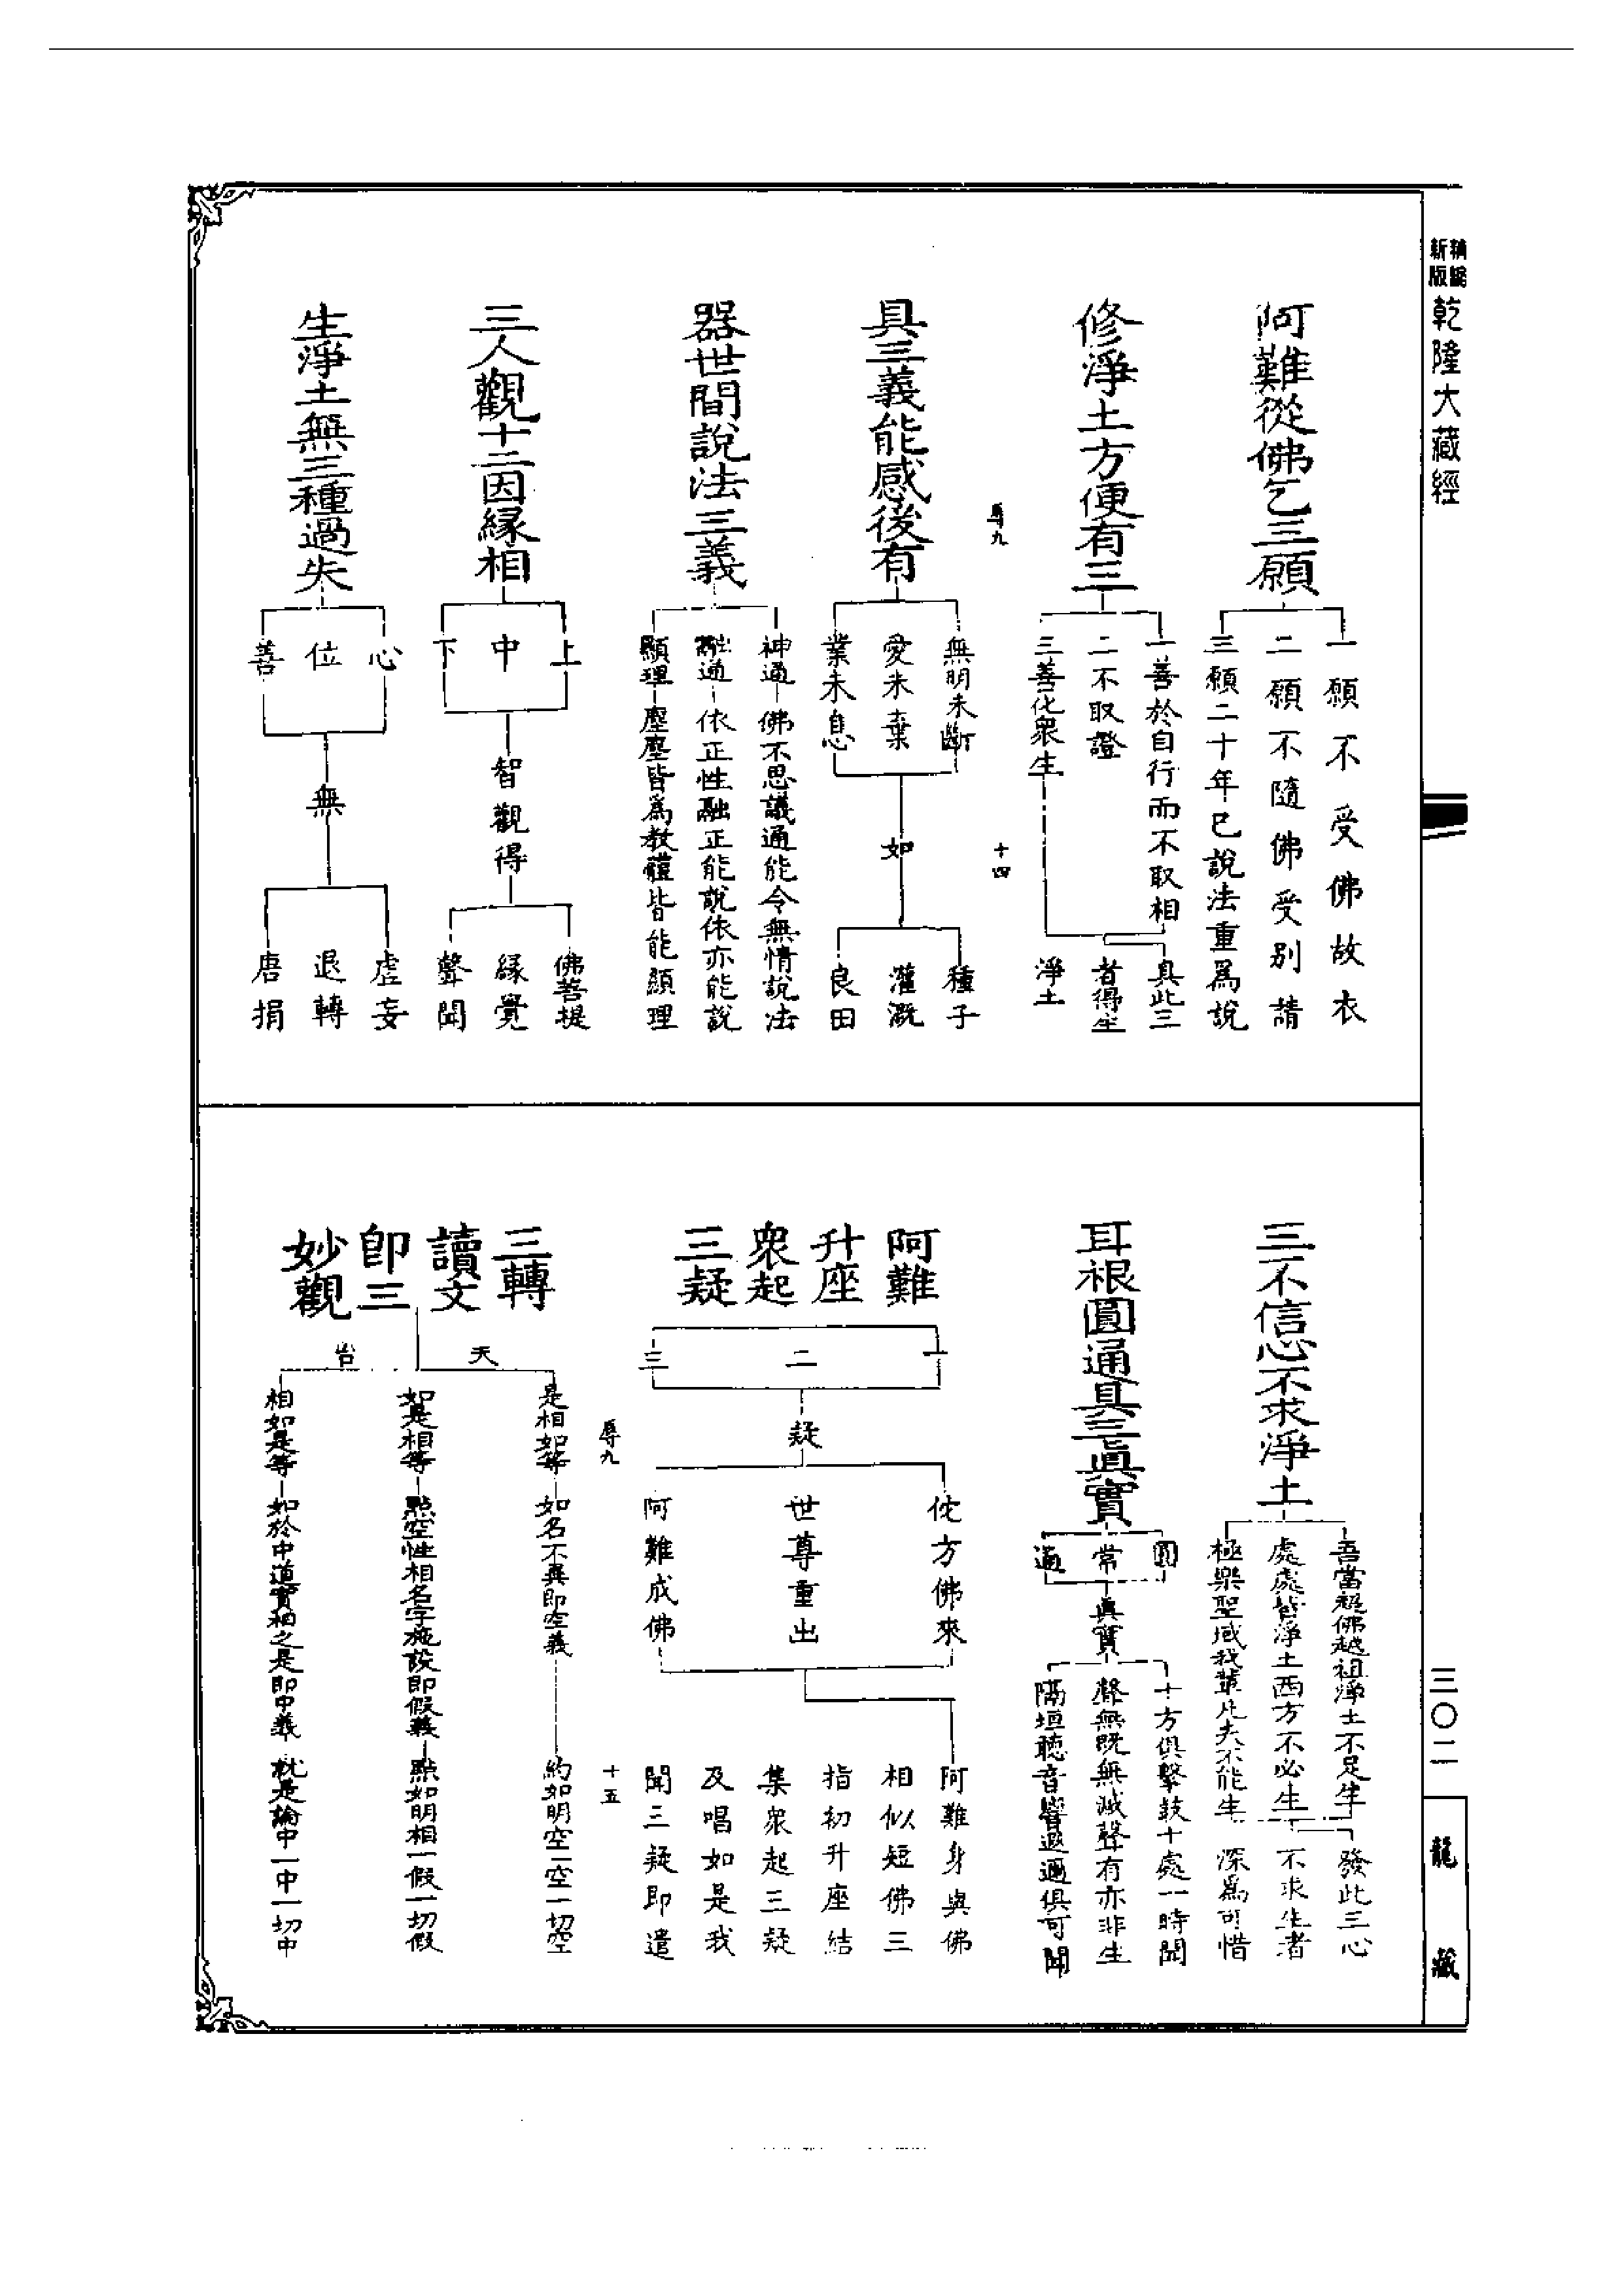 新版
精編
乾隆大藏經
三〇二
龍藏
阿難從佛乞三願
一願不受佛故衣
二願不隨佛受別請
三願二十年已說法重爲說
修淨土方便有三
一善於自行而不取相
二不取證
三善化衆生
具此三
者得生
淨土
辱九
十四
具三義能感後有
無明未斷
愛未棄
業未息
如
種子
灌溉
良田
器世間說法三義
神通
佛不思議通能令無情說法
融通
依正性融正能說依亦能說
顯理
塵塵皆爲教體皆能顯理
三人觀十二因緣相
上
中
下
智觀得
佛菩提
緣覺
聲聞
生淨土無三種過失
心
位
善
無
虛妄
退轉
唐捐
三不信心不求淨土
吾當超佛越祖淨土不足生
處處皆淨土西方不必生
極樂聖域我輩凡夫不能生
發此三心
不求生者
深爲可惜
耳根圓通具三眞實
圓
常
通
眞實
十方俱擊鼓十處一時聞
聲無既無滅聲有亦非生
隔垣聽音響遐邇俱可聞
阿難
升座
衆起
三疑
一
二
三
疑
佗方佛來
世尊重出
阿難成佛
阿難身與佛
相似短佛三
指初升座結
集衆起三疑
及唱如是我
聞三疑即遣
辱九
十五
三轉
讀文
即三
妙觀
天
台
是相如等
如名不異即空義
約如明空一空一切空
如是相等
點空性相名字施設即假義
點如明相一假一切假
相如是等
如於中道實相之是即中義
就是論中一中一切中